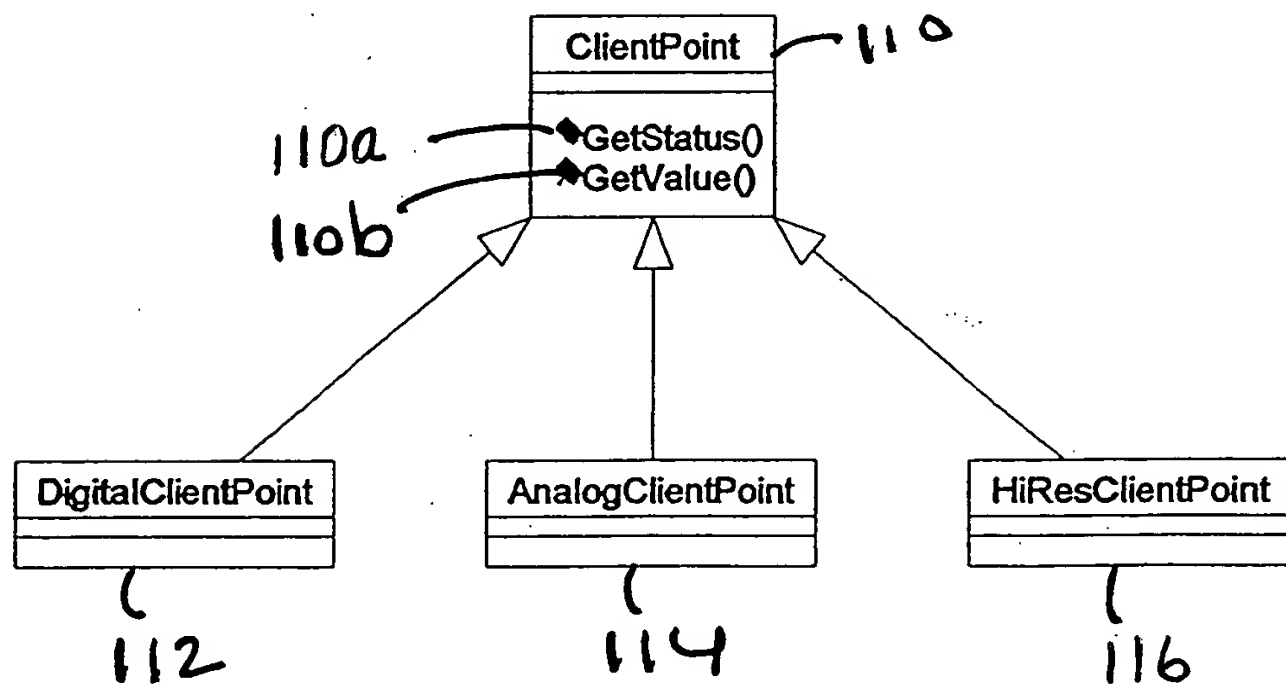 ClientPoint
110
110a
GetStatus()
GetValue()
110b
DigitalClientPoint
AnalogClientPoint
HiResClientPoint
112
114
116